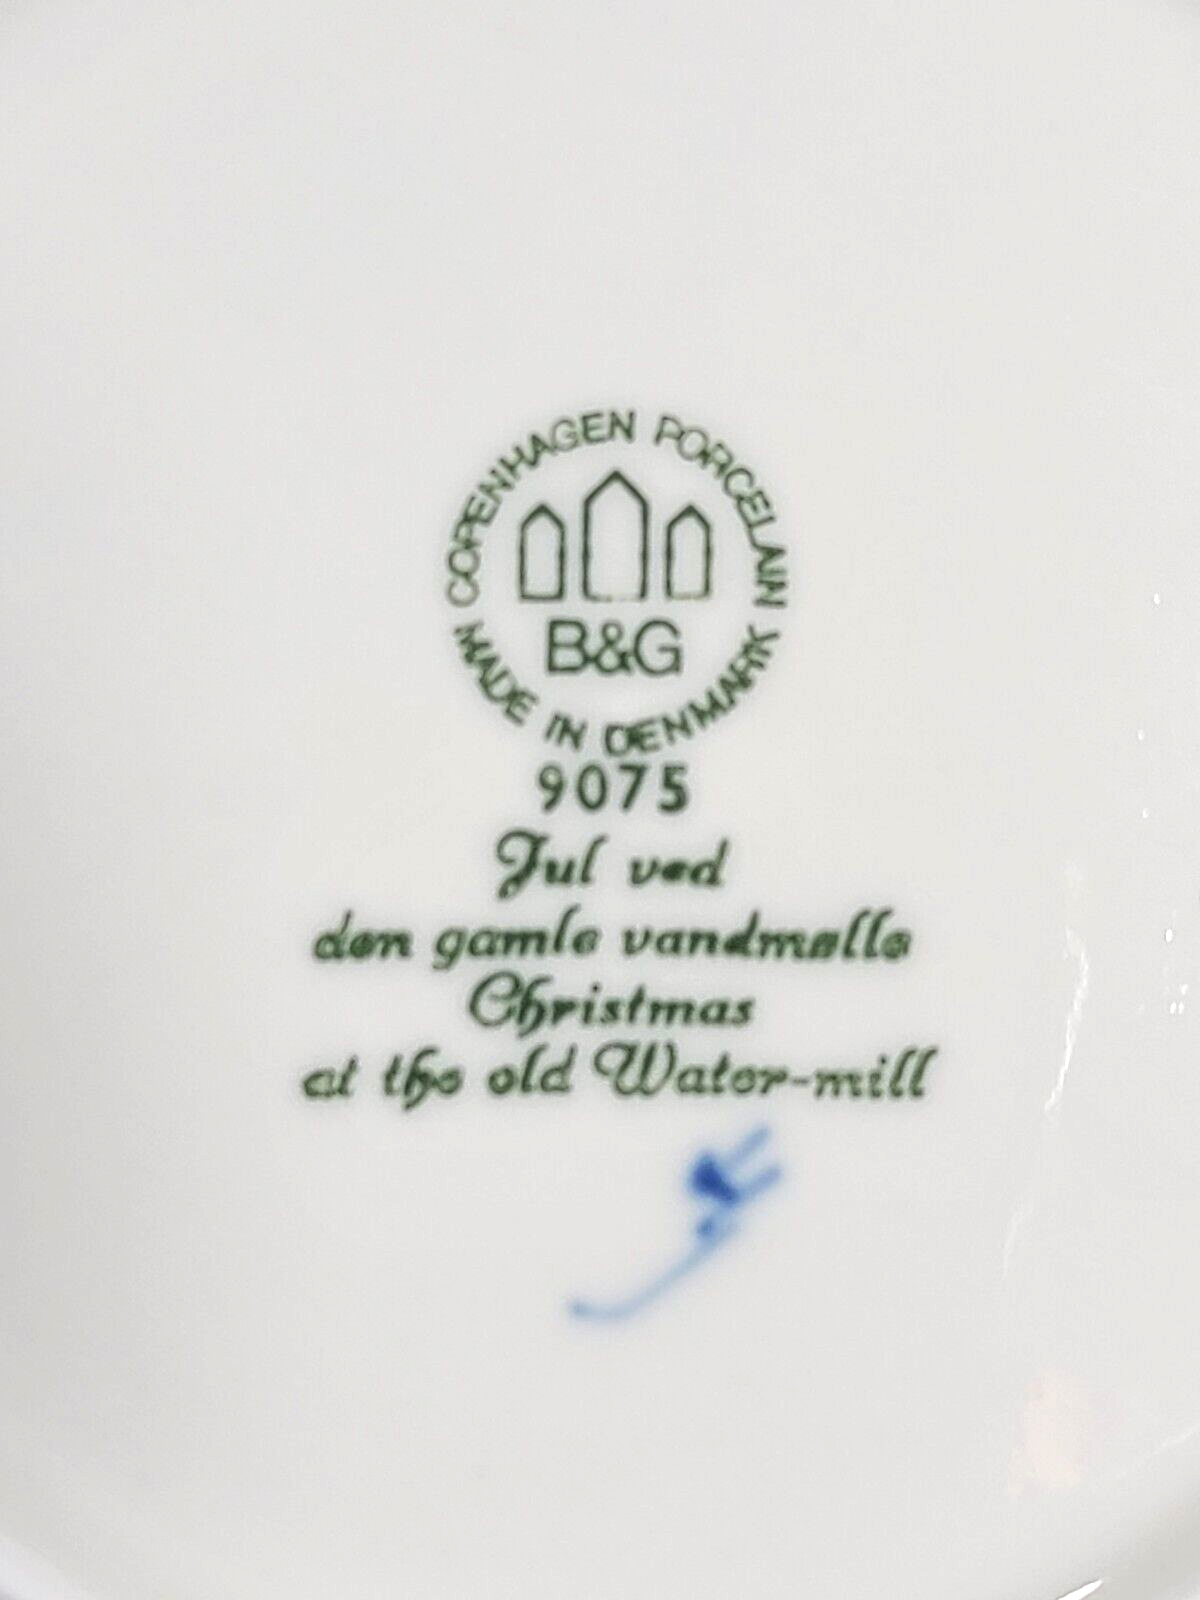 COPENHAGEN PORCELAIN
B&G
MADE IN DENMARK
9075
Jul ved
den gamle vandmølle
Christmas
at the old Water-mill